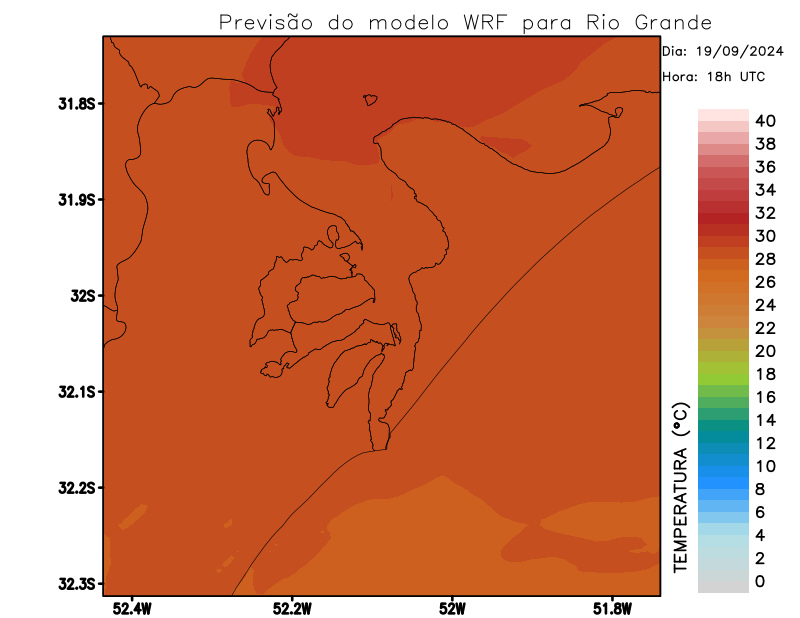 Previsão do modelo WRF para Rio Grande
Dia: 19/09/2024
Hora: 18h UTC
31.8S
31.9S
32S
32.1S
32.2S
32.3S
52.4W
52.2W
52W
51.8W
TEMPERATURA (°C)
40
38
36
34
32
30
28
26
24
22
20
18
16
14
12
10
8
6
4
2
0